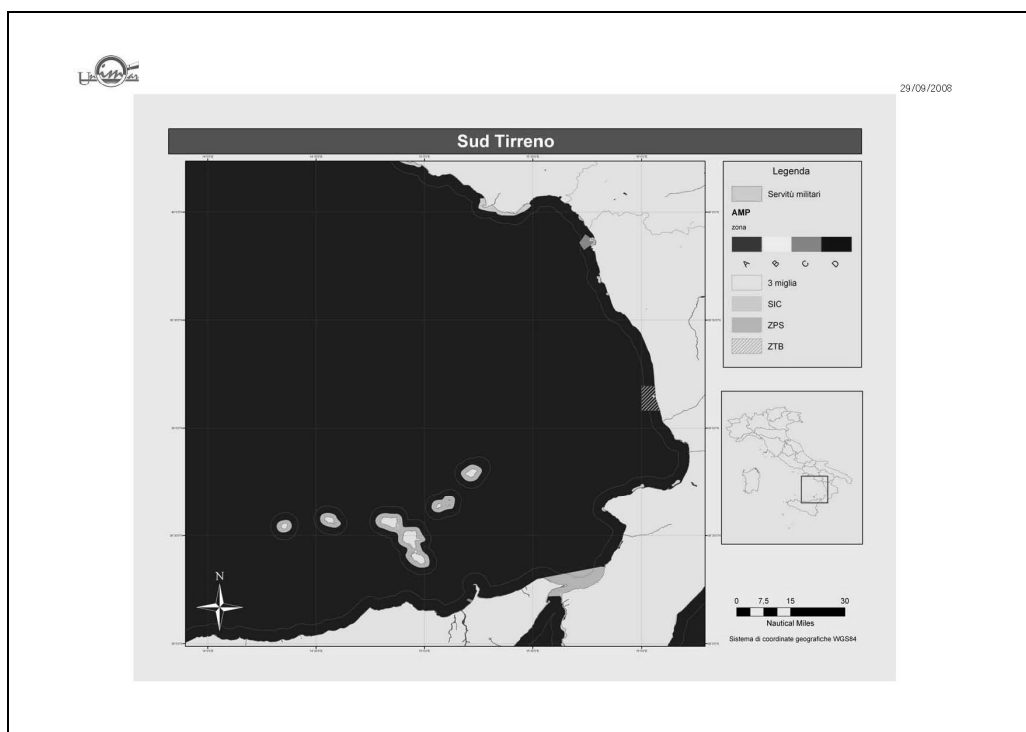 Unimar
29/09/2008
Sud Tirreno
Legenda
Servitù militari
AMP
zona
A B C D
3 miglia
SIC
ZPS
ZTB
N
0 7,5 15 30
Nautical Miles
Sistema di coordinate geografiche WGS84